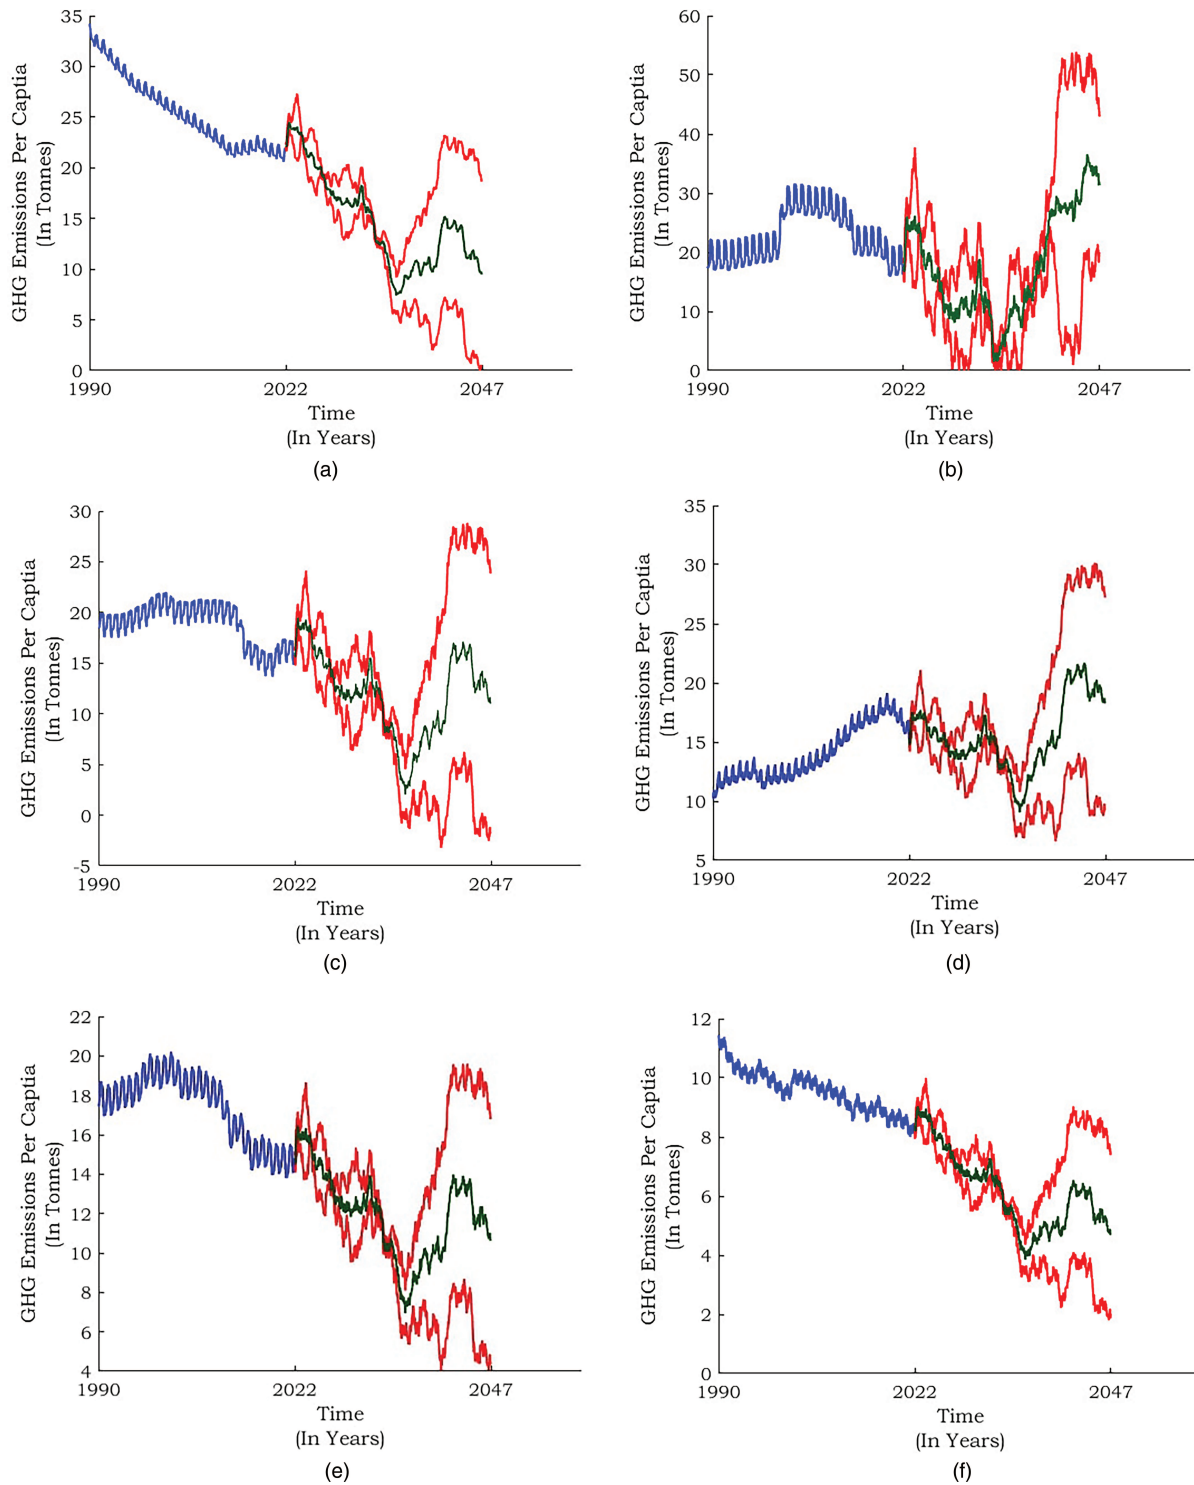 35
30
25
20
15
10
5
0
GHG Emissions Per Captia
(In Tonnes)
1990 2022 2047
Time
(In Years)
(a)
60
50
40
30
20
10
0
GHG Emissions Per Captia
(In Tonnes)
1990 2022 2047
Time
(In Years)
(b)
30
25
20
15
10
5
0
-5
GHG Emissions Per Captia
(In Tonnes)
1990 2022 2047
Time
(In Years)
(c)
35
30
25
20
15
10
5
GHG Emissions Per Captia
(In Tonnes)
1990 2022 2047
Time
(In Years)
(d)
22
20
18
16
14
12
10
8
6
4
GHG Emissions Per Captia
(In Tonnes)
1990 2022 2047
Time
(In Years)
(e)
12
10
8
6
4
2
0
GHG Emissions Per Captia
(In Tonnes)
1990 2022 2047
Time
(In Years)
(f)